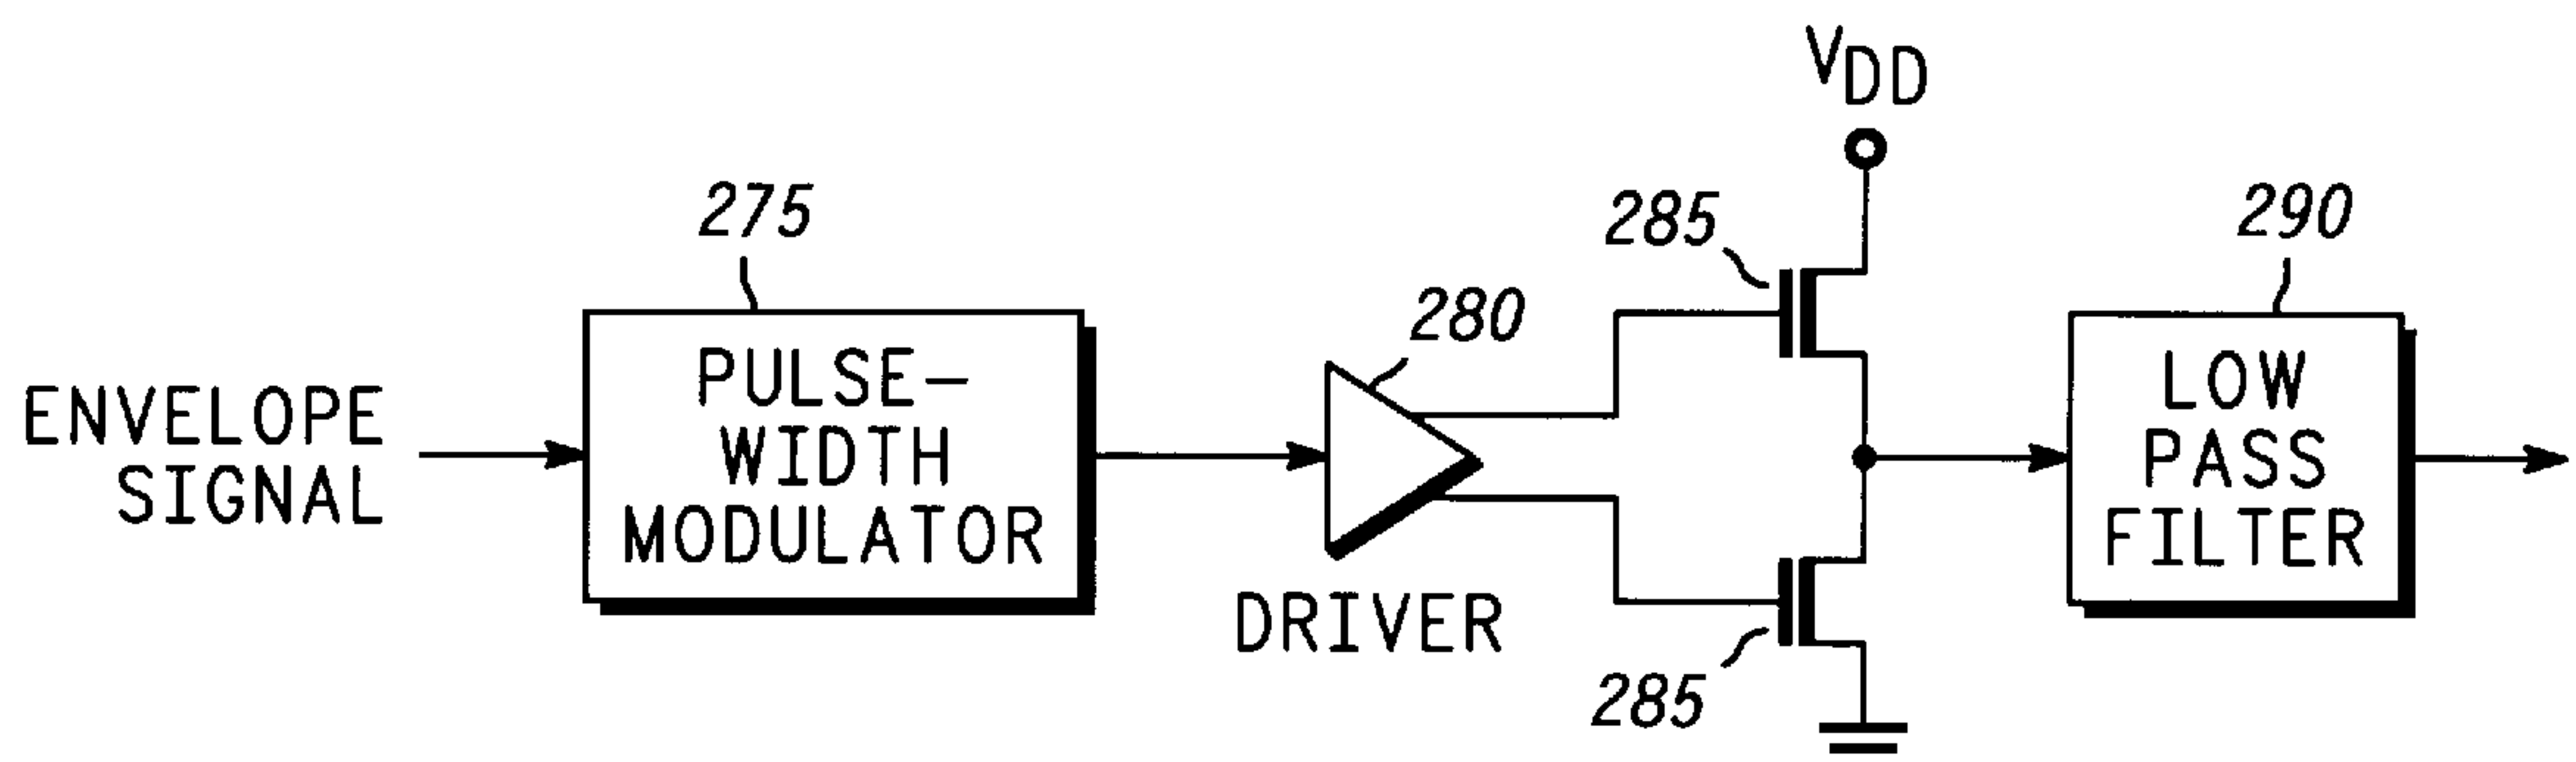 ENVELOPE
SIGNAL
275
PULSE-
WIDTH
MODULATOR
280
DRIVER
VDD
285
285
290
LOW
PASS
FILTER